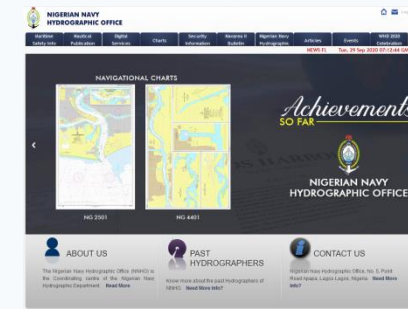 NIGERIAN NAVY
HYDROGRAPHIC OFFICE
Maritime Safety Info
Nautical Publication
Digital Services
Charts
Security Information
Navarea II Bulletin
Nigerian Navy Hydrographic
Articles
Events
WHD 2020 Celebration
NEWS FL
Tue, 29 Sep 2020 07:12:44 GM
NAVIGATIONAL CHARTS
NG 2501
NG 4401
Achievements
SO FAR
NIGERIAN NAVY
HYDROGRAPHIC OFFICE
ABOUT US
The Nigerian Navy Hydrographic Office (NNHO) is
the Coordinating centre of the Nigerian Navy
Hydrographic Department Read More
PAST
HYDROGRAPHERS
Know more about the past Hydrographers of
NNHO. Read More Info?
CONTACT US
Nigerian Navy Hydrographic Office, No. 5, Point
Road Apapa, Lagos Lagos, Nigeria. Read More
Info?